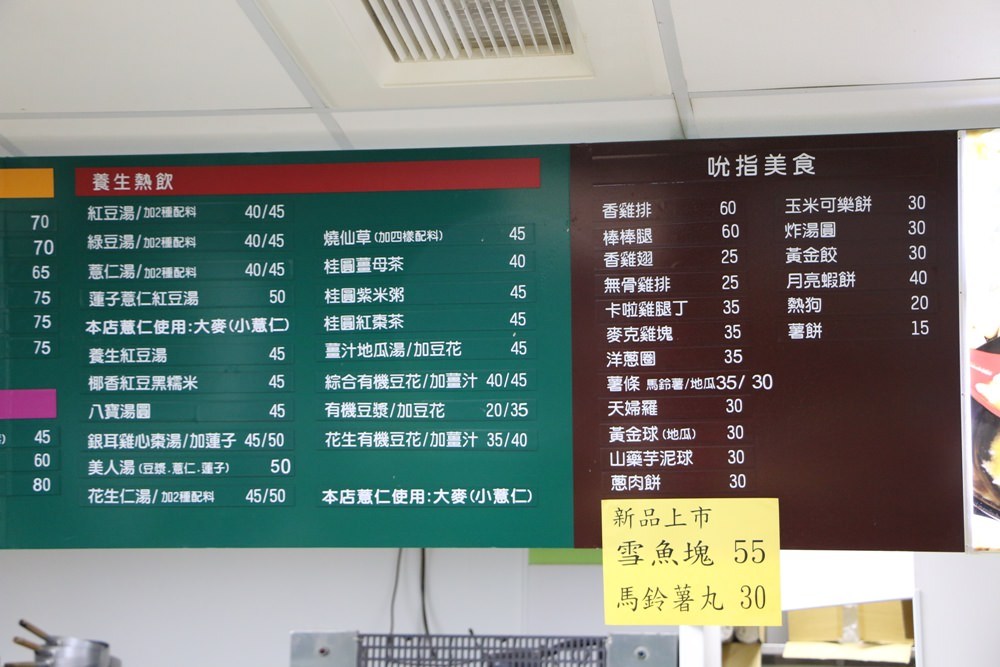 70
70
65
75
75
75
45
60
80
養生熱飲
紅豆湯/加2種配料 40/45
綠豆湯/加2種配料 40/45
薏仁湯/加2種配料 40/45
蓮子薏仁紅豆湯 50
本店薏仁使用:大麥(小薏仁)
養生紅豆湯 45
椰香紅豆黑糯米 45
八寶湯圓 45
銀耳雞心棗湯/加蓮子 45/50
美人湯(豆漿.薏仁.蓮子) 50
花生仁湯/加2種配料 45/50
燒仙草(加四樣配料) 45
桂圓薑母茶 40
桂圓紫米粥 45
桂圓紅棗茶 45
薑汁地瓜湯/加豆花 45
綜合有機豆花/加薑汁 40/45
有機豆漿/加豆花 20/35
花生有機豆花/加薑汁 35/40
本店薏仁使用:大麥(小薏仁)
吮指美食
香雞排 60
棒棒腿 60
香雞翅 25
無骨雞排 25
卡啦雞腿丁 35
麥克雞塊 35
洋蔥圈 35
薯條 馬鈴薯/地瓜35/ 30
天婦羅 30
黃金球(地瓜) 30
山藥芋泥球 30
蔥肉餅 30
玉米可樂餅 30
炸湯圓 30
黃金餃 30
月亮蝦餅 40
熱狗 20
薯餅 15
新品上市
雪魚塊 55
馬鈴薯丸 30